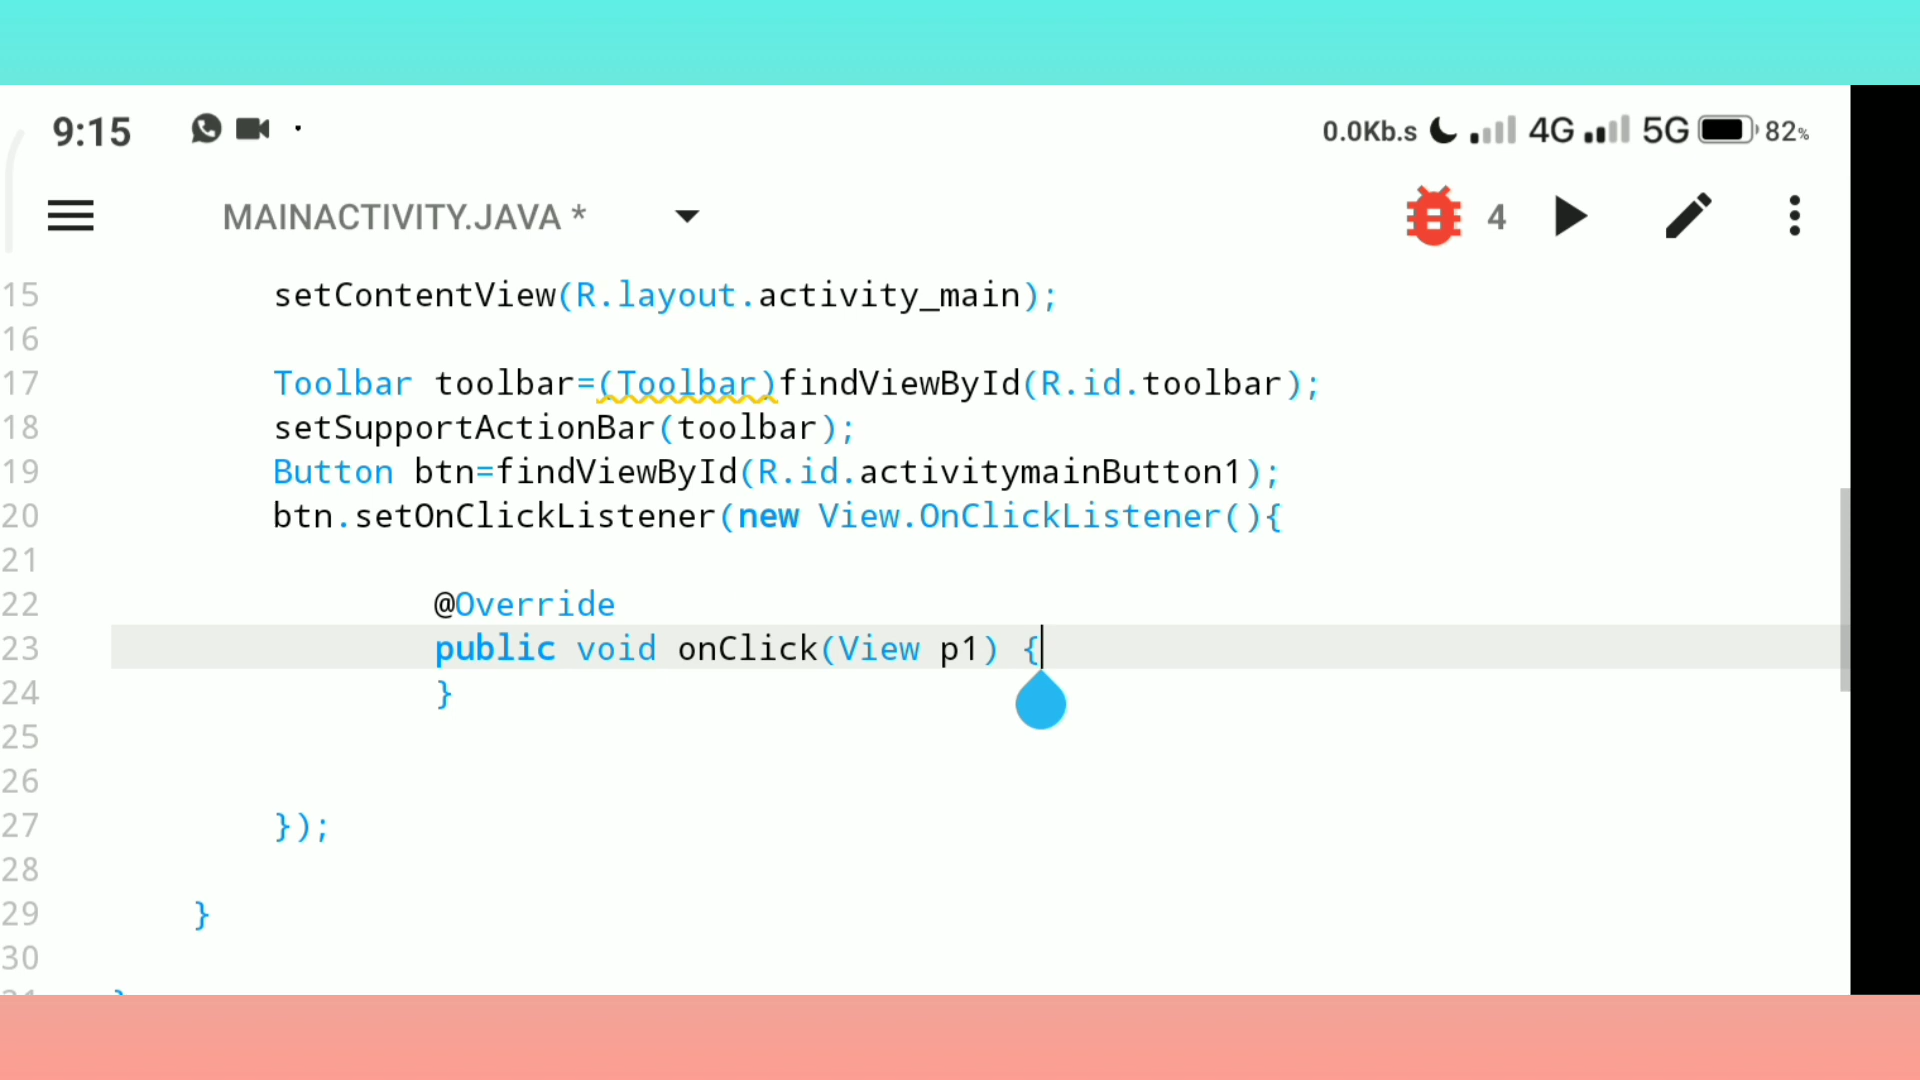 9:15 0.0Kb.s 4G 5G 82%
MAINACTIVITY.JAVA * 4
15 setContentView(R.layout.activity_main);
16
17 Toolbar toolbar=(Toolbar)findViewById(R.id.toolbar);
18 setSupportActionBar(toolbar);
19 Button btn=findViewById(R.id.activitymainButton1);
20 btn.setOnClickListener(new View.OnClickListener(){
21
22 @Override
23 public void onClick(View p1) {
24 }
25
26
27 });
28
29 }
30